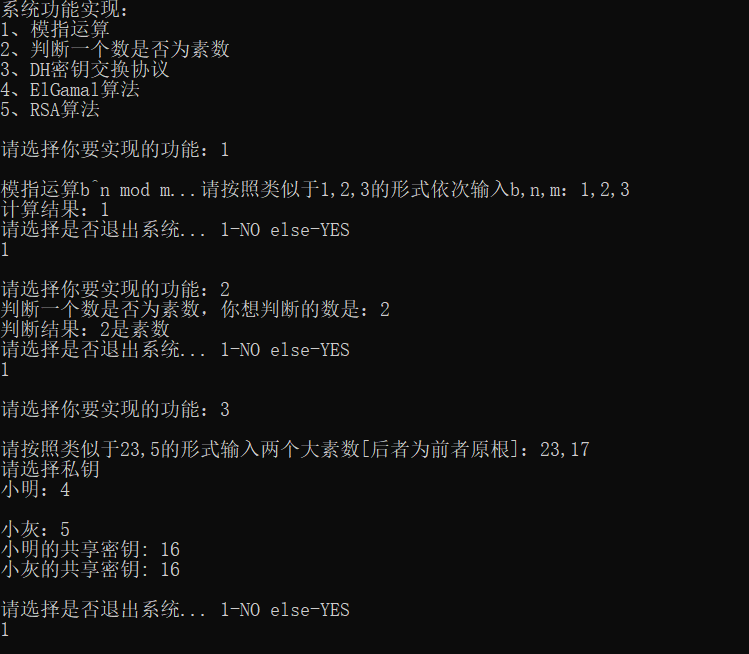 系统功能实现:
1、模指运算
2、判断一个数是否为素数
3、DH密钥交换协议
4、ElGamal算法
5、RSA算法
请选择你要实现的功能: 1
模指运算b^n mod m...请按照类似于1,2,3的形式依次输入b,n,m: 1,2,3
计算结果: 1
请选择是否退出系统... 1-NO else-YES
1
请选择你要实现的功能: 2
判断一个数是否为素数，你想判断的数是: 2
判断结果: 2是素数
请选择是否退出系统... 1-NO else-YES
1
请选择你要实现的功能: 3
请按照类似于23,5的形式输入两个大素数[后者为前者原根]: 23,17
请选择私钥
小明: 4
小灰: 5
小明的共享密钥: 16
小灰的共享密钥: 16
请选择是否退出系统... 1-NO else-YES
1